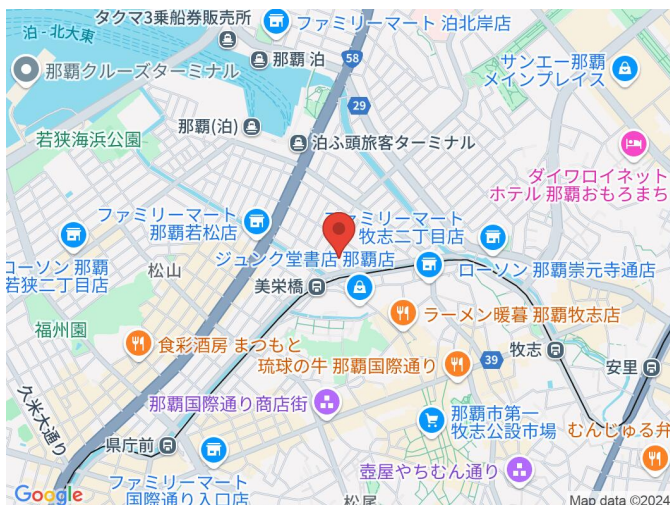 タクマ3乗船券販売所
泊 - 北大東
ファミリーマート 泊北岸店
58
那覇 泊
サンエー那覇
メインプレイス
那覇クルーズターミナル
29
那覇(泊)
若狭海浜公園
泊ふ頭旅客ターミナル
ダイワロイネット
ホテル 那覇おもろまち
ファミリーマート
那覇若松店
ファミリーマート
牧志二丁目店
ローソン 那覇
若狭二丁目店
松山
ジュンク堂書店 那覇店
ローソン 那覇崇元寺通店
美栄橋
福州園
ラーメン暖暮 那覇牧志店
食彩酒房 まつもと
琉球の牛 那覇国際通り
39
牧志
安里
久米大通り
那覇国際通り商店街
那覇市第一
牧志公設市場
むんじゅる弁
県庁前
ファミリーマート
国際通り入口店
壺屋やちむん通り
松尾
Google
Map data ©2024